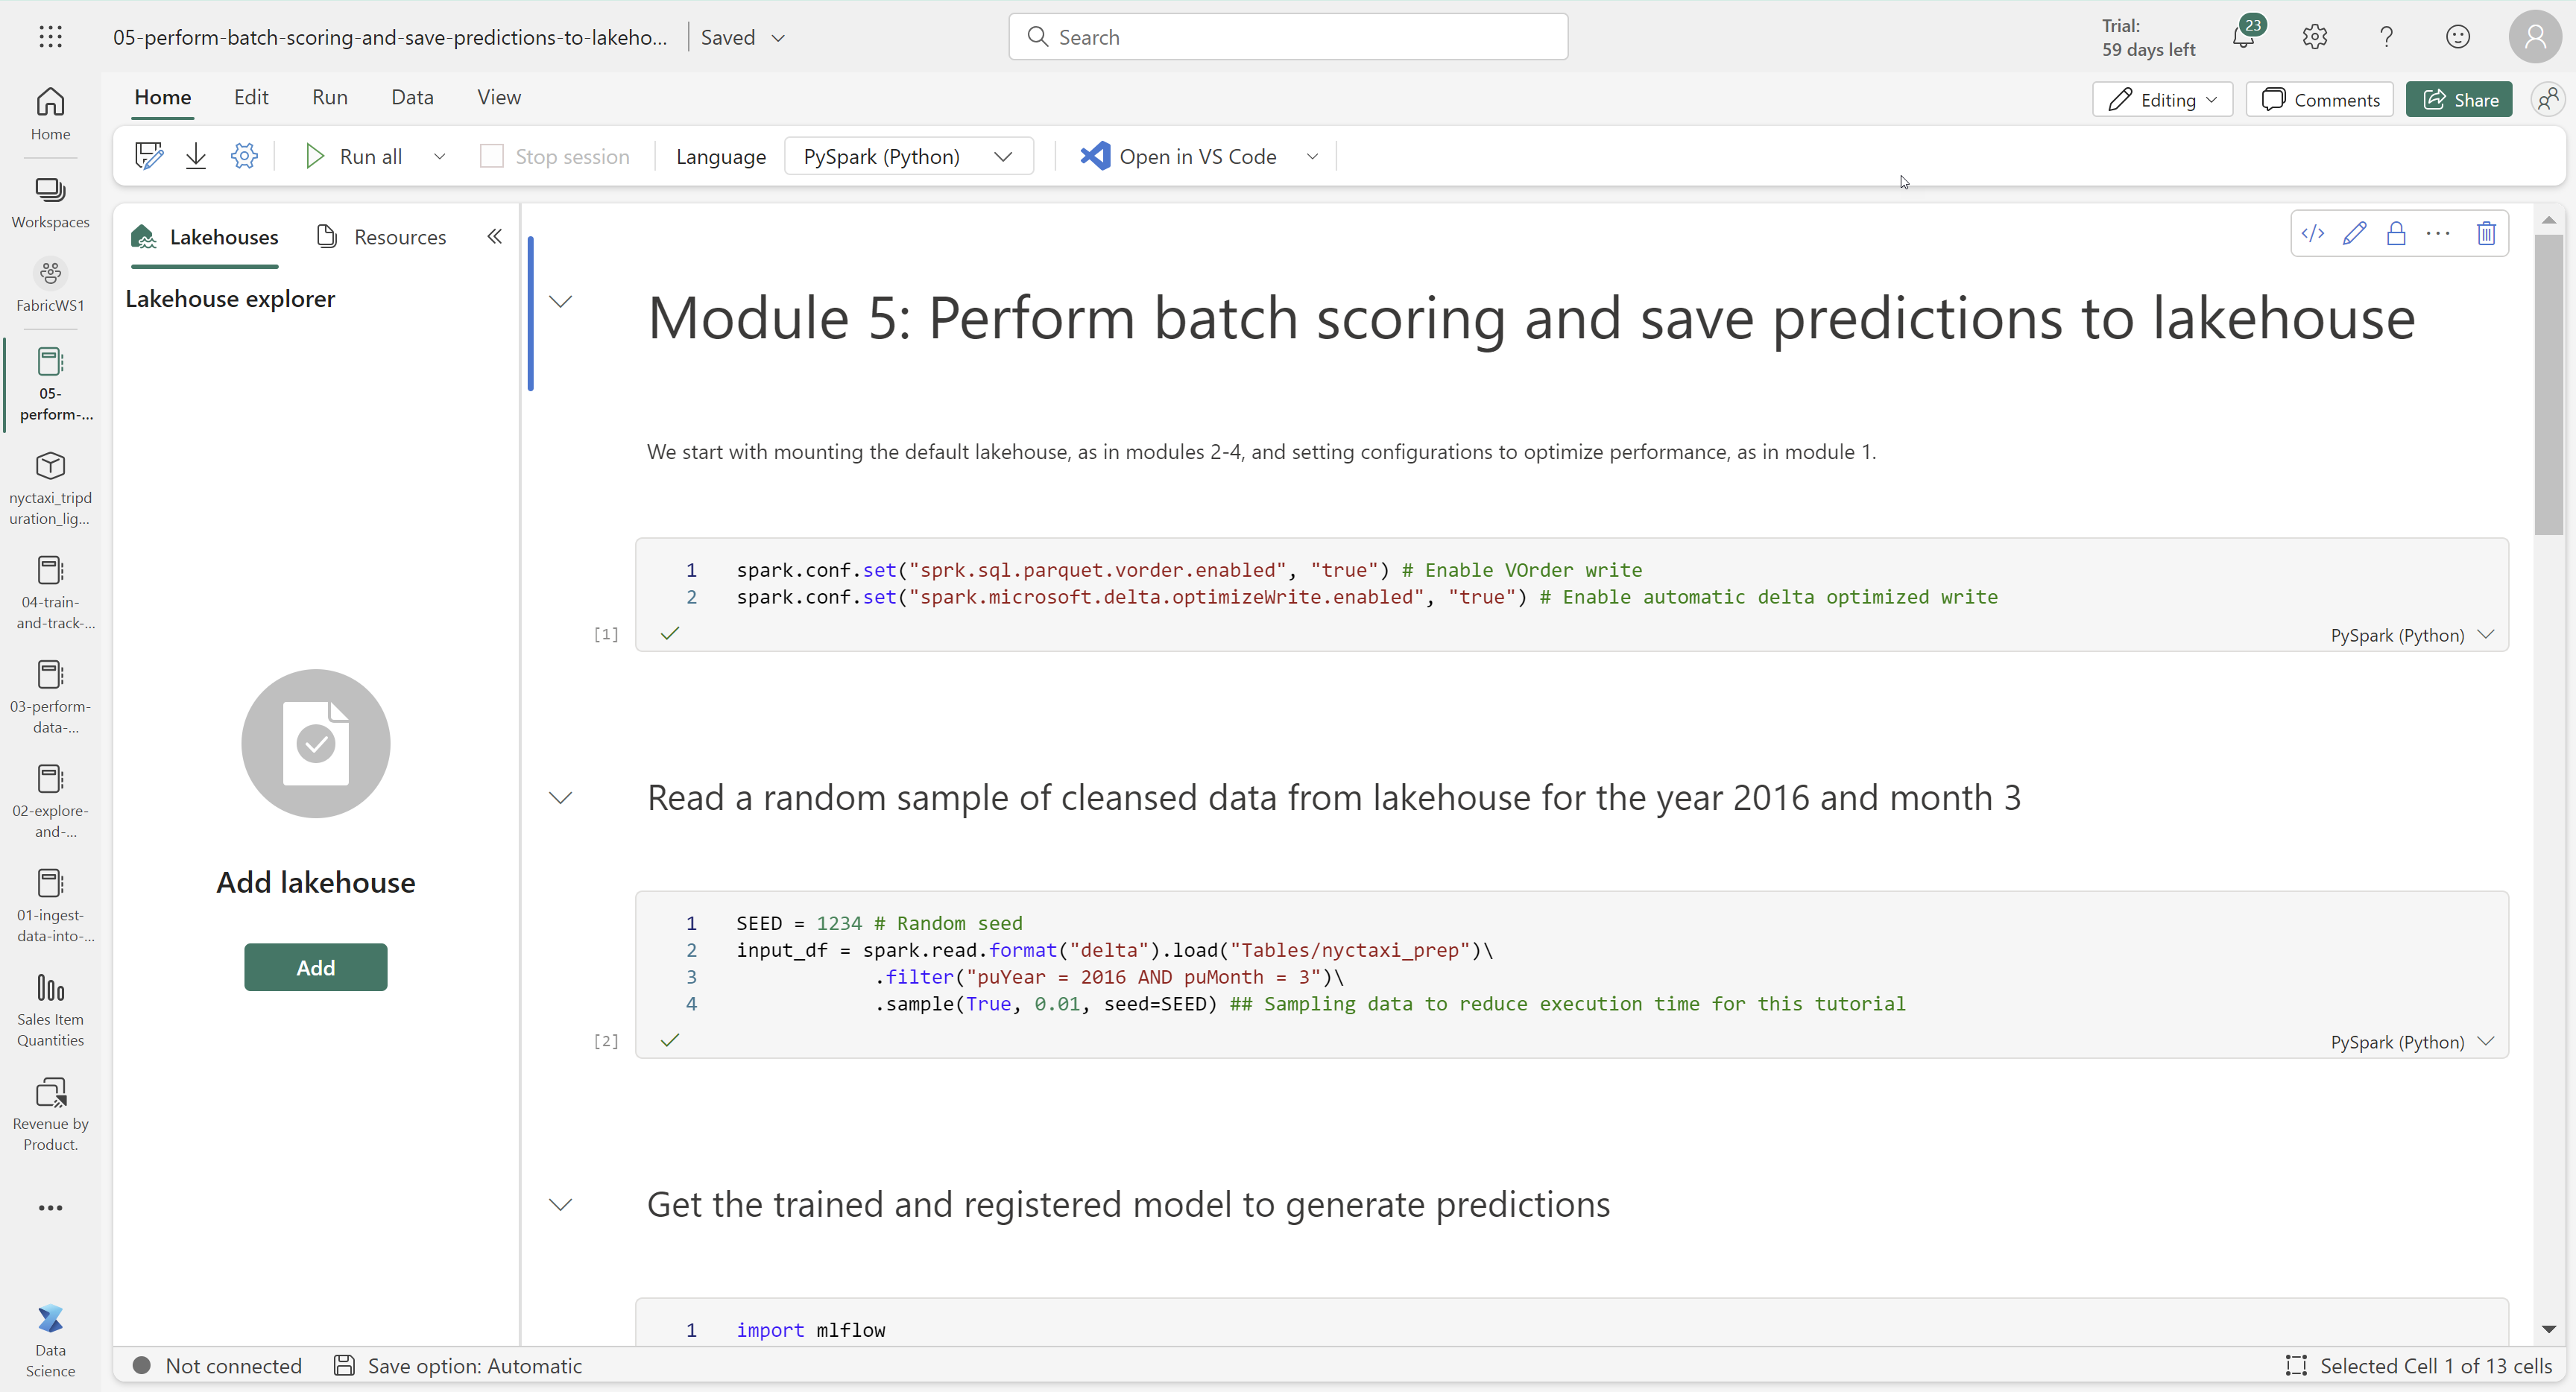 05-perform-batch-scoring-and-save-predictions-to-lakeho...
Saved
Search
Trial:
59 days left
23
Home
Edit
Run
Data
View
Editing
Comments
Share
Run all
Stop session
Language
PySpark (Python)
Open in VS Code
Home
Workspaces
FabricWS1
05-
perform-...
nyctaxi_tripd
uration_lig...
04-train-
and-track-...
03-perform-
data-...
02-explore-
and-...
01-ingest-
data-into-...
Sales Item
Quantities
Revenue by
Product.
Data
Science
Lakehouses
Resources
Lakehouse explorer
Add lakehouse
Add
Module 5: Perform batch scoring and save predictions to lakehouse
We start with mounting the default lakehouse, as in modules 2-4, and setting configurations to optimize performance, as in module 1.
1 spark.conf.set("sprk.sql.parquet.vorder.enabled", "true") # Enable VOrder write
2 spark.conf.set("spark.microsoft.delta.optimizeWrite.enabled", "true") # Enable automatic delta optimized write
[1]
PySpark (Python)
Read a random sample of cleansed data from lakehouse for the year 2016 and month 3
1 SEED = 1234 # Random seed
2 input_df = spark.read.format("delta").load("Tables/nyctaxi_prep")\
3 .filter("puYear = 2016 AND puMonth = 3")\
4 .sample(True, 0.01, seed=SEED) ## Sampling data to reduce execution time for this tutorial
[2]
PySpark (Python)
Get the trained and registered model to generate predictions
1 import mlflow
Not connected
Save option: Automatic
Selected Cell 1 of 13 cells